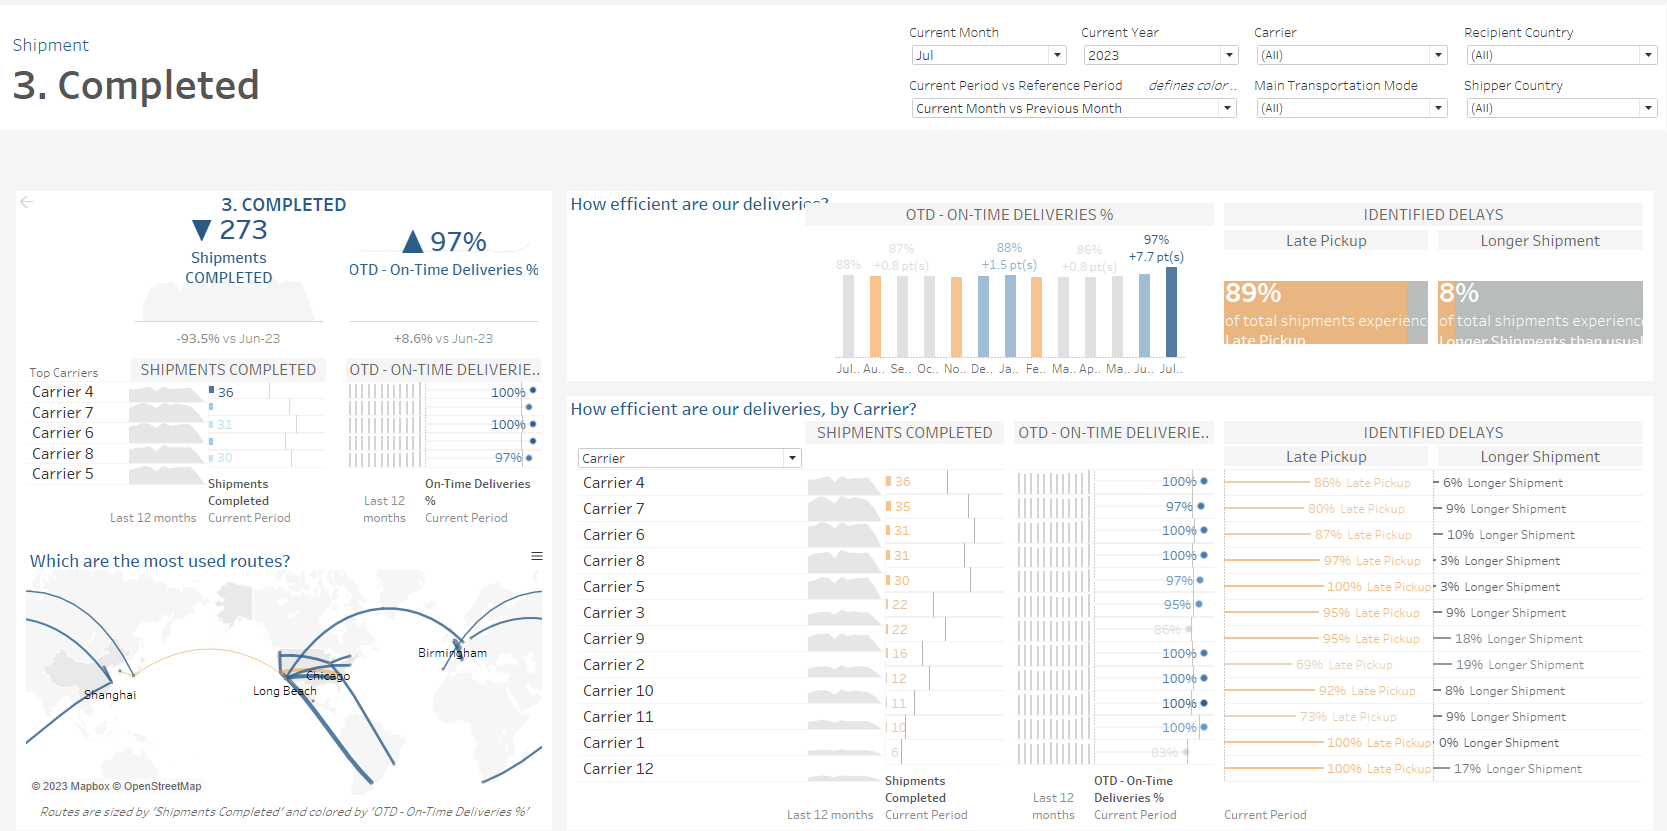 Shipment
3. Completed
Current Month
Current Year
Carrier
Recipient Country
Jul
2023
(All)
(All)
Current Period vs Reference Period
defines color ..
Main Transportation Mode
Shipper Country
Current Month vs Previous Month
(All)
(All)
3. COMPLETED
273
Shipments
COMPLETED
97%
OTD - On-Time Deliveries %
-93.5% vs Jun-23
+8.6% vs Jun-23
Top Carriers
SHIPMENTS COMPLETED
OTD - ON-TIME DELIVERIE..
Carrier 4
36
100%
Carrier 7
Carrier 6
31
100%
Carrier 8
Carrier 5
30
97%
Last 12 months
Shipments
Completed
Current Period
Last 12
months
On-Time Deliveries
%
Current Period
Which are the most used routes?
Shanghai
Long Beach
Chicago
Birmingham
© 2023 Mapbox © OpenStreetMap
Routes are sized by 'Shipments Completed' and colored by 'OTD - On-Time Deliveries %'
How efficient are our deliveries?
OTD - ON-TIME DELIVERIES %
88%
87%
+0.8 pt(s)
88%
+1.5 pt(s)
86%
+0.8 pt(s)
97%
+7.7 pt(s)
Jul.. Au.. Se.. Oc.. No.. De.. Ja.. Fe.. Ma.. Ap.. Ma.. Ju.. Jul..
IDENTIFIED DELAYS
Late Pickup
Longer Shipment
89%
of total shipments experienc
Late Pickup
8%
of total shipments experience
Longer Shipments than usual
How efficient are our deliveries, by Carrier?
SHIPMENTS COMPLETED
OTD - ON-TIME DELIVERIE..
IDENTIFIED DELAYS
Carrier
Late Pickup
Longer Shipment
Carrier 4
36
100%
86% Late Pickup
6% Longer Shipment
Carrier 7
35
97%
80% Late Pickup
9% Longer Shipment
Carrier 6
31
100%
87% Late Pickup
10% Longer Shipment
Carrier 8
31
100%
97% Late Pickup
3% Longer Shipment
Carrier 5
30
97%
100% Late Pickup
3% Longer Shipment
Carrier 3
22
95%
95% Late Pickup
9% Longer Shipment
Carrier 9
22
86%
95% Late Pickup
18% Longer Shipment
Carrier 2
16
100%
69% Late Pickup
19% Longer Shipment
Carrier 10
12
100%
92% Late Pickup
8% Longer Shipment
Carrier 11
11
100%
73% Late Pickup
9% Longer Shipment
Carrier 1
10
100%
100% Late Pickup
0% Longer Shipment
Carrier 12
6
83%
100% Late Pickup
17% Longer Shipment
Last 12 months
Shipments
Completed
Current Period
Last 12
months
OTD - On-Time
Deliveries %
Current Period
Current Period